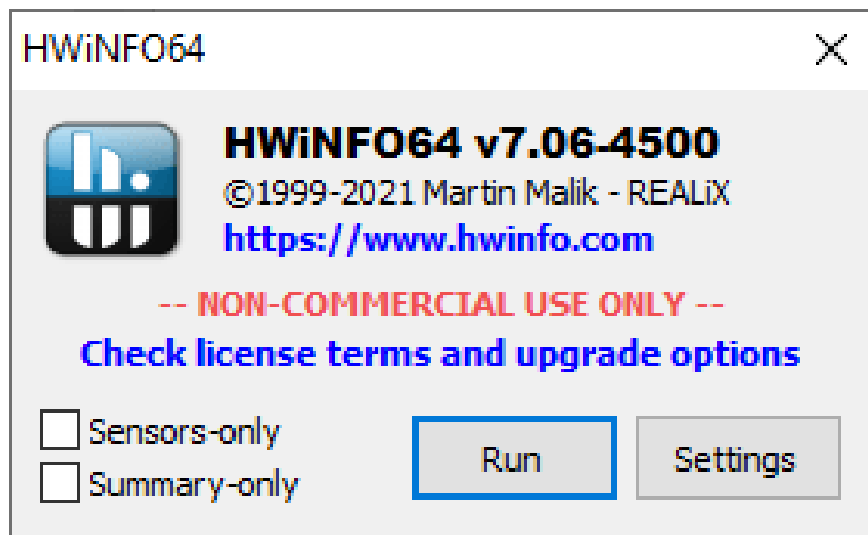 HWiNFO64
HWiNFO64 v7.06-4500
©1999-2021 Martin Malik - REALiX
https://www.hwinfo.com
-- NON-COMMERCIAL USE ONLY --
Check license terms and upgrade options
Sensors-only
Run
Settings
Summary-only